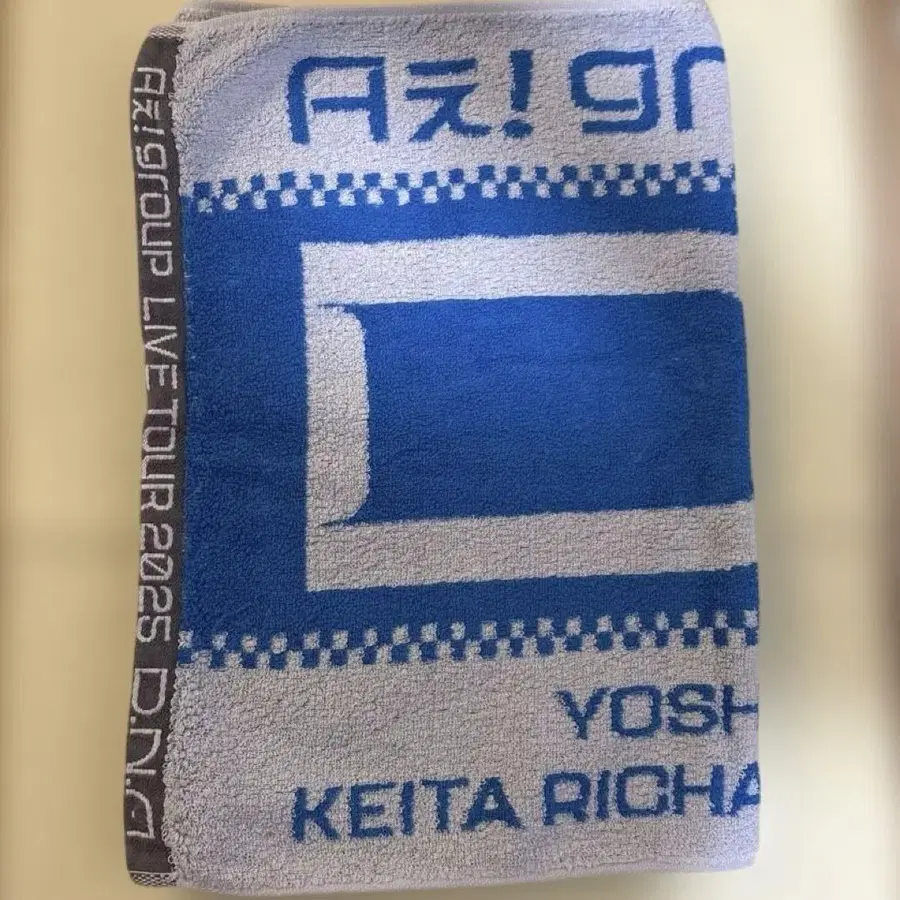 Aぇ! gr
YOSH
KEITA RICHA
Aぇ! group LIVE TOUR 2025 D.N.A